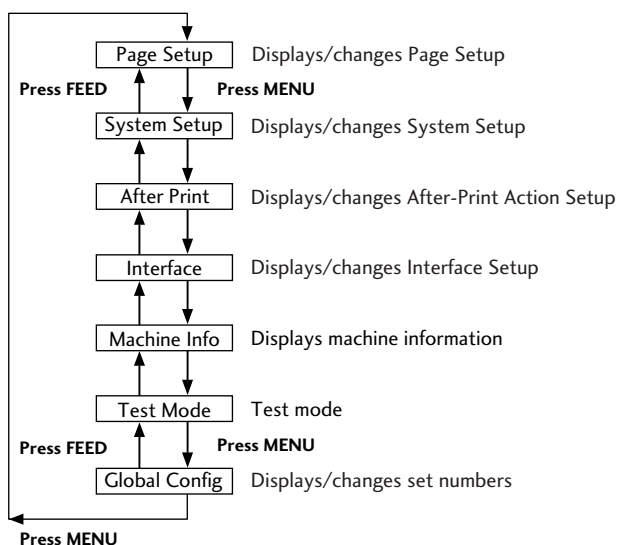 Page Setup Displays/changes Page Setup
Press FEED Press MENU
System Setup Displays/changes System Setup
After Print Displays/changes After-Print Action Setup
Interface Displays/changes Interface Setup
Machine Info Displays machine information
Test Mode Test mode
Press FEED Press MENU
Global Config Displays/changes set numbers
Press MENU